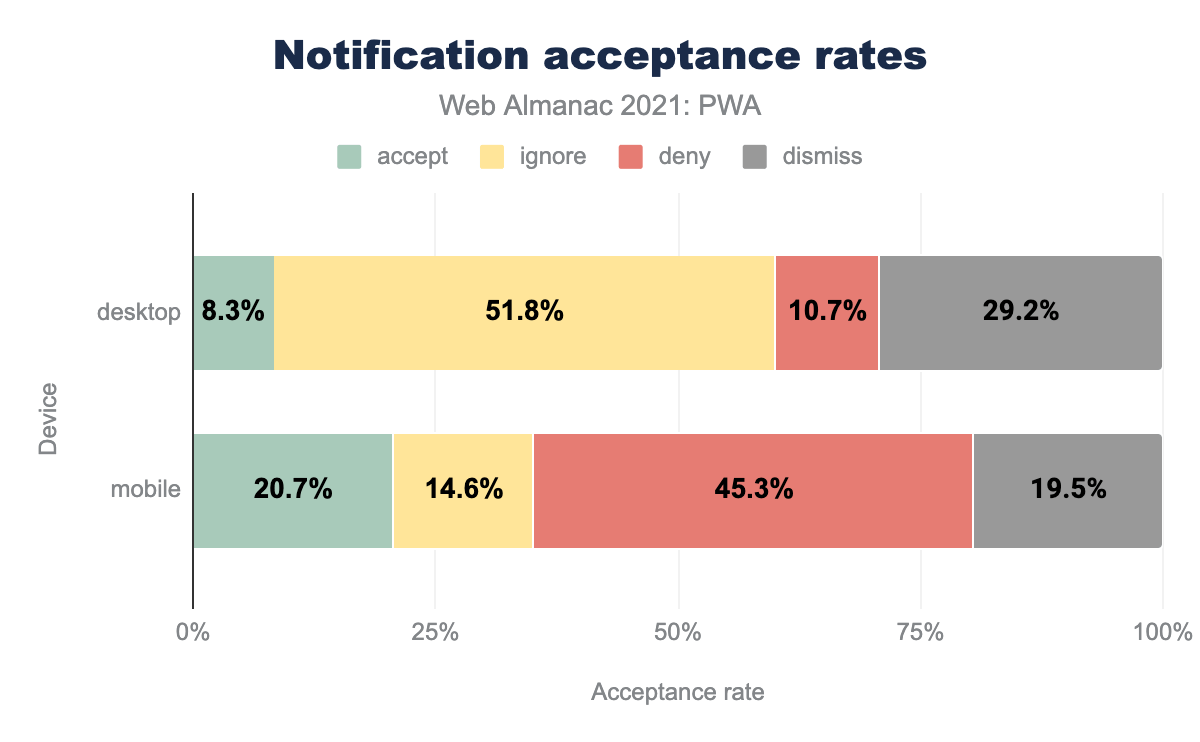 Notification acceptance rates
Web Almanac 2021: PWA
accept ignore deny dismiss
desktop 8.3% 51.8% 10.7% 29.2%
Device
mobile 20.7% 14.6% 45.3% 19.5%
0% 25% 50% 75% 100%
Acceptance rate